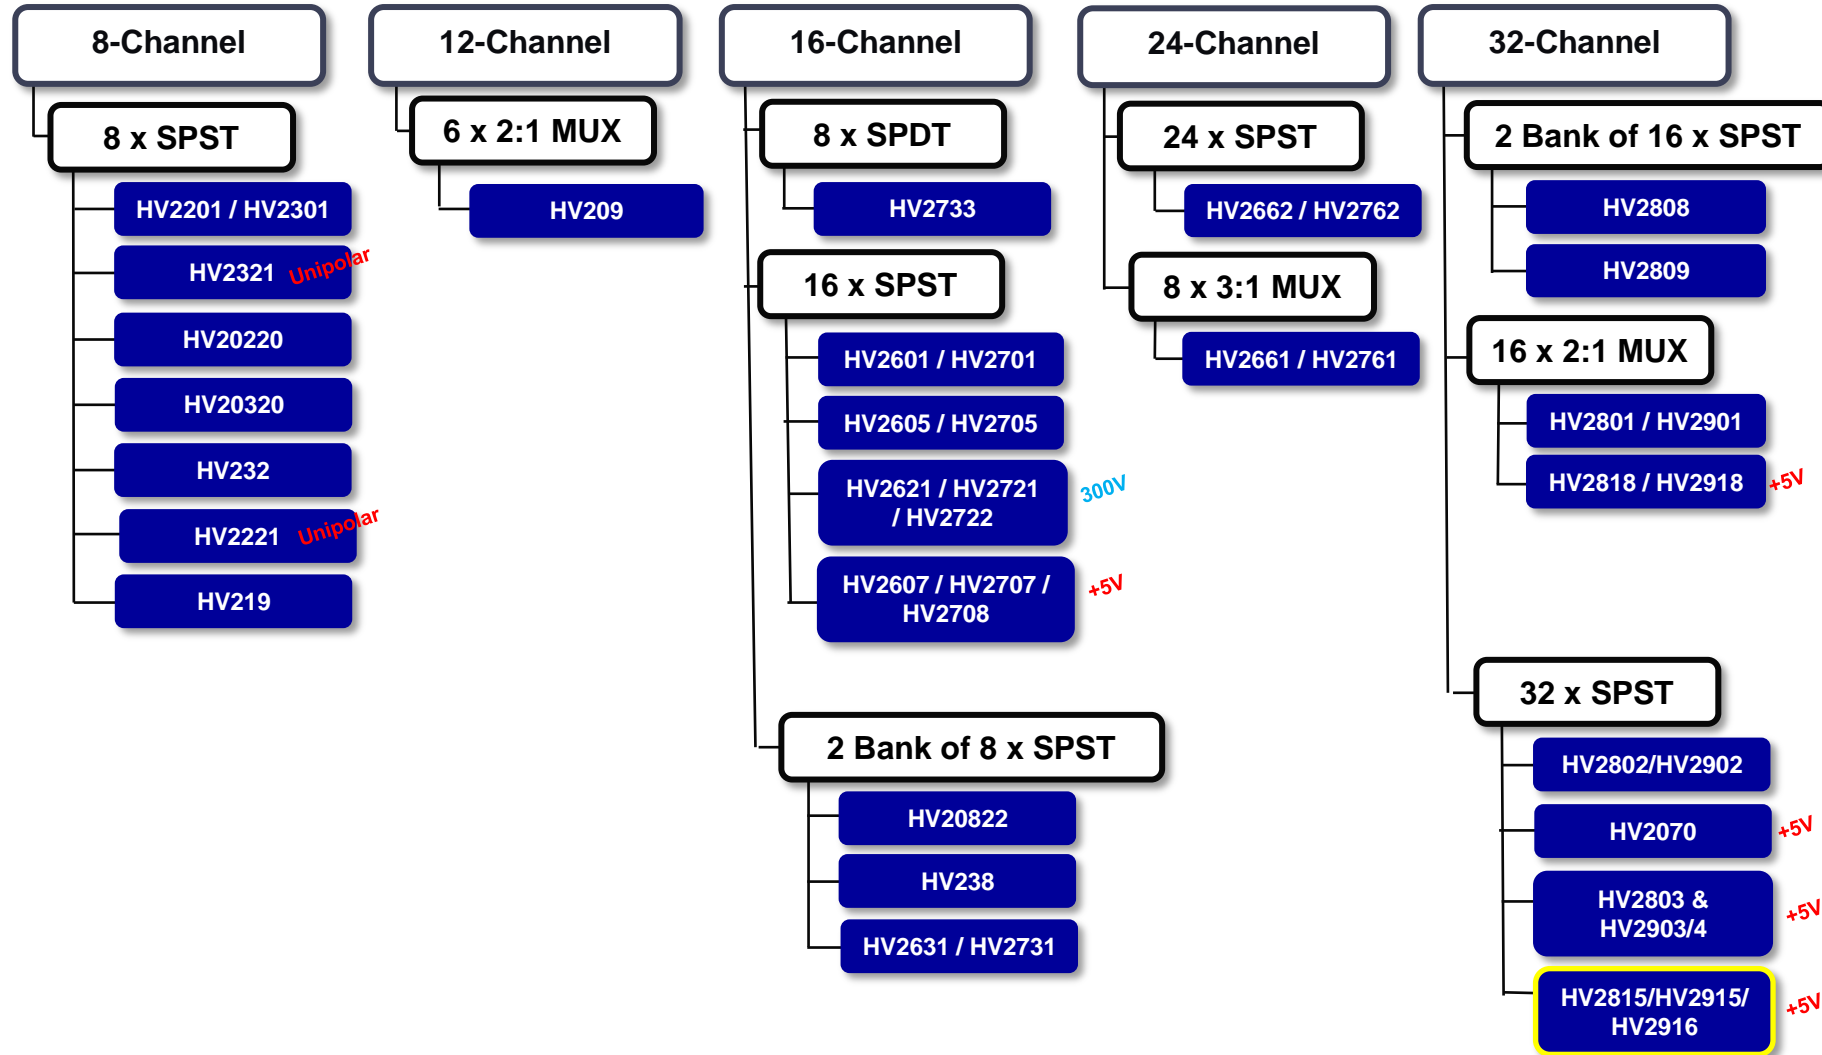 8-Channel
8 x SPST
HV2201 / HV2301
HV2321 Unipolar
HV20220
HV20320
HV232
HV2221 Unipolar
HV219
12-Channel
6 x 2:1 MUX
HV209
16-Channel
8 x SPDT
HV2733
16 x SPST
HV2601 / HV2701
HV2605 / HV2705
HV2621 / HV2721
/ HV2722
300V
HV2607 / HV2707 /
HV2708
+5V
2 Bank of 8 x SPST
HV20822
HV238
HV2631 / HV2731
24-Channel
24 x SPST
HV2662 / HV2762
8 x 3:1 MUX
HV2661 / HV2761
32-Channel
2 Bank of 16 x SPST
HV2808
HV2809
16 x 2:1 MUX
HV2801 / HV2901
HV2818 / HV2918 +5V
32 x SPST
HV2802/HV2902
HV2070 +5V
HV2803 &
HV2903/4
+5V
HV2815/HV2915/
HV2916
+5V